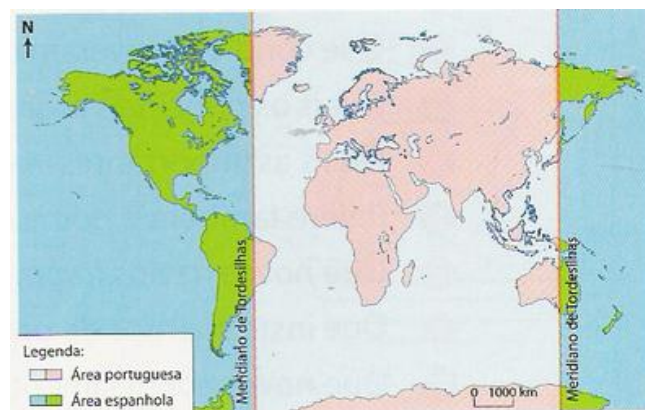 N
Meridiano de Tordesilhas
Meridiano de Tordesilhas
Legenda:
Área portuguesa
Área espanhola
0 1000 km